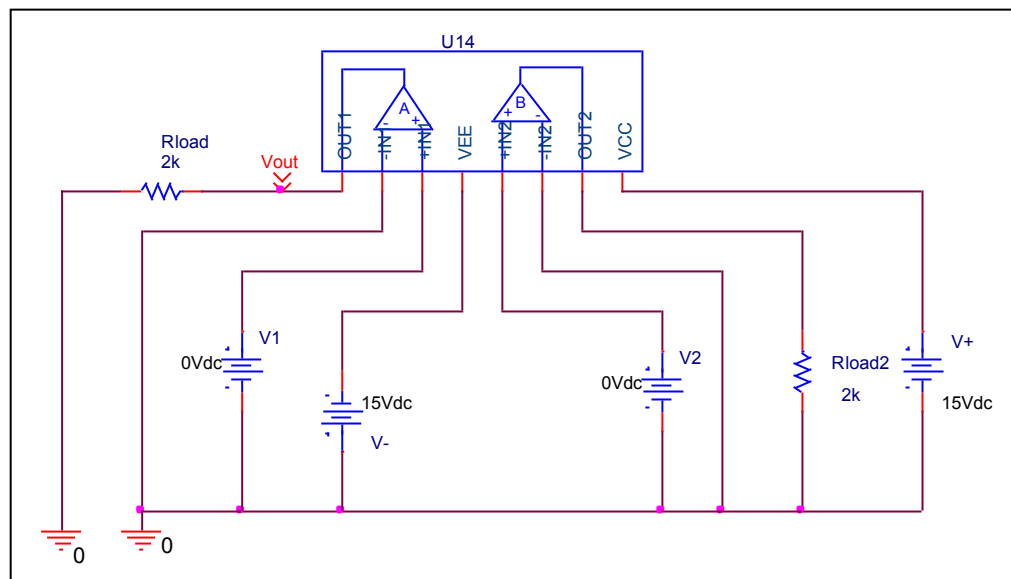 U14
A
B
-
+
+
-
OUT1
-IN1
+IN1
VEE
+IN2
-IN2
OUT2
VCC
Rload
2k
Vout
V1
0Vdc
15Vdc
V-
V2
0Vdc
Rload2
2k
V+
15Vdc
0
0